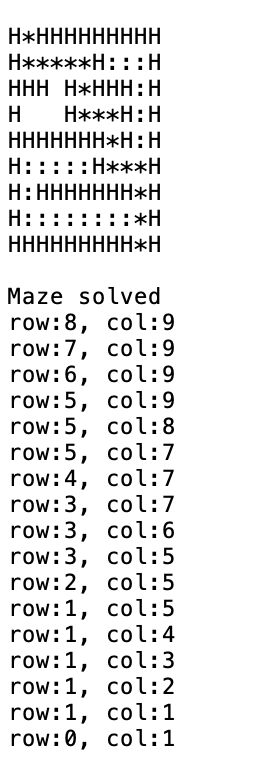 H*HHHHHHHHH
H*****H:::H
HHH H*HHH:H
H   H***H:H
HHHHHHH*H:H
H:::::H***H
H:HHHHHHH*H
H::::::::*H
HHHHHHHHH*H

Maze solved
row:8, col:9
row:7, col:9
row:6, col:9
row:5, col:9
row:5, col:8
row:5, col:7
row:4, col:7
row:3, col:7
row:3, col:6
row:3, col:5
row:2, col:5
row:1, col:5
row:1, col:4
row:1, col:3
row:1, col:2
row:1, col:1
row:0, col:1